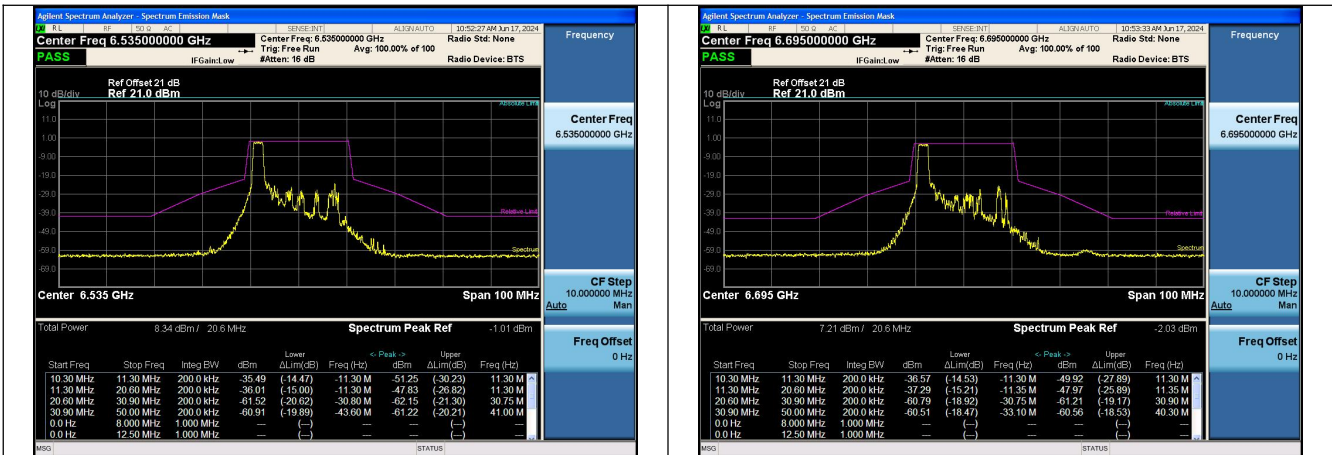 Agilent Spectrum Analyzer - Spectrum Emission Mask
RL RF 50 Ω AC SENSE:INT ALIGNAUTO 10:52:27AM Jun 17, 2024
Center Freq 6.535000000 GHz
Center Freq: 6.535000000 GHz Radio Std: None
Trig: Free Run Avg: 100.00% of 100
PASS IFGain:Low #Atten: 16 dB Radio Device: BTS
Ref Offset 21 dB
10 dB/div Ref 21.0 dBm
Log
Absolute Limit
11.0
1.00
-9.00
-19.0
-29.0
-39.0
Relative Limit
-49.0
-59.0
Spectrum
-69.0
Center 6.535 GHz Span 100 MHz
Total Power 8.34 dBm / 20.6 MHz Spectrum Peak Ref -1.01 dBm
Lower <- Peak -> Upper
Start Freq Stop Freq Integ BW dBm ΔLim(dB) Freq (Hz) dBm ΔLim(dB) Freq (Hz)
10.30 MHz 11.30 MHz 200.0 kHz -35.49 (-14.47) -11.30 M -51.25 (-30.23) 11.30 M
11.30 MHz 20.60 MHz 200.0 kHz -36.01 (-15.00) -11.30 M -47.83 (-26.82) 11.30 M
20.60 MHz 30.90 MHz 200.0 kHz -61.52 (-20.62) -30.80 M -62.15 (-21.30) 30.75 M
30.90 MHz 50.00 MHz 200.0 kHz -60.91 (-19.89) -43.60 M -61.22 (-20.21) 41.00 M
0.0 Hz 8.000 MHz 1.000 MHz --- (---) --- (---)
0.0 Hz 12.50 MHz 1.000 MHz --- (---) --- (---)
MSG STATUS
Frequency
Center Freq
6.535000000 GHz
CF Step
10.000000 MHz
Auto Man
Freq Offset
0 Hz
Agilent Spectrum Analyzer - Spectrum Emission Mask
RL RF 50 Ω AC SENSE:INT ALIGNAUTO 10:53:33AM Jun 17, 2024
Center Freq 6.695000000 GHz
Center Freq: 6.695000000 GHz Radio Std: None
Trig: Free Run Avg: 100.00% of 100
PASS IFGain:Low #Atten: 16 dB Radio Device: BTS
Ref Offset 21 dB
10 dB/div Ref 21.0 dBm
Log
Absolute Limit
11.0
1.00
-9.00
-19.0
-29.0
-39.0
Relative Limit
-49.0
-59.0
Spectrum
-69.0
Center 6.695 GHz Span 100 MHz
Total Power 7.21 dBm / 20.6 MHz Spectrum Peak Ref -2.03 dBm
Lower <- Peak -> Upper
Start Freq Stop Freq Integ BW dBm ΔLim(dB) Freq (Hz) dBm ΔLim(dB) Freq (Hz)
10.30 MHz 11.30 MHz 200.0 kHz -36.57 (-14.53) -11.30 M -49.92 (-27.89) 11.30 M
11.30 MHz 20.60 MHz 200.0 kHz -37.29 (-15.21) -11.35 M -47.97 (-25.89) 11.35 M
20.60 MHz 30.90 MHz 200.0 kHz -60.79 (-18.92) -30.75 M -61.21 (-19.17) 30.90 M
30.90 MHz 50.00 MHz 200.0 kHz -60.51 (-18.47) -33.10 M -60.56 (-18.53) 40.30 M
0.0 Hz 8.000 MHz 1.000 MHz --- (---) --- (---)
0.0 Hz 12.50 MHz 1.000 MHz --- (---) --- (---)
MSG STATUS
Frequency
Center Freq
6.695000000 GHz
CF Step
10.000000 MHz
Auto Man
Freq Offset
0 Hz